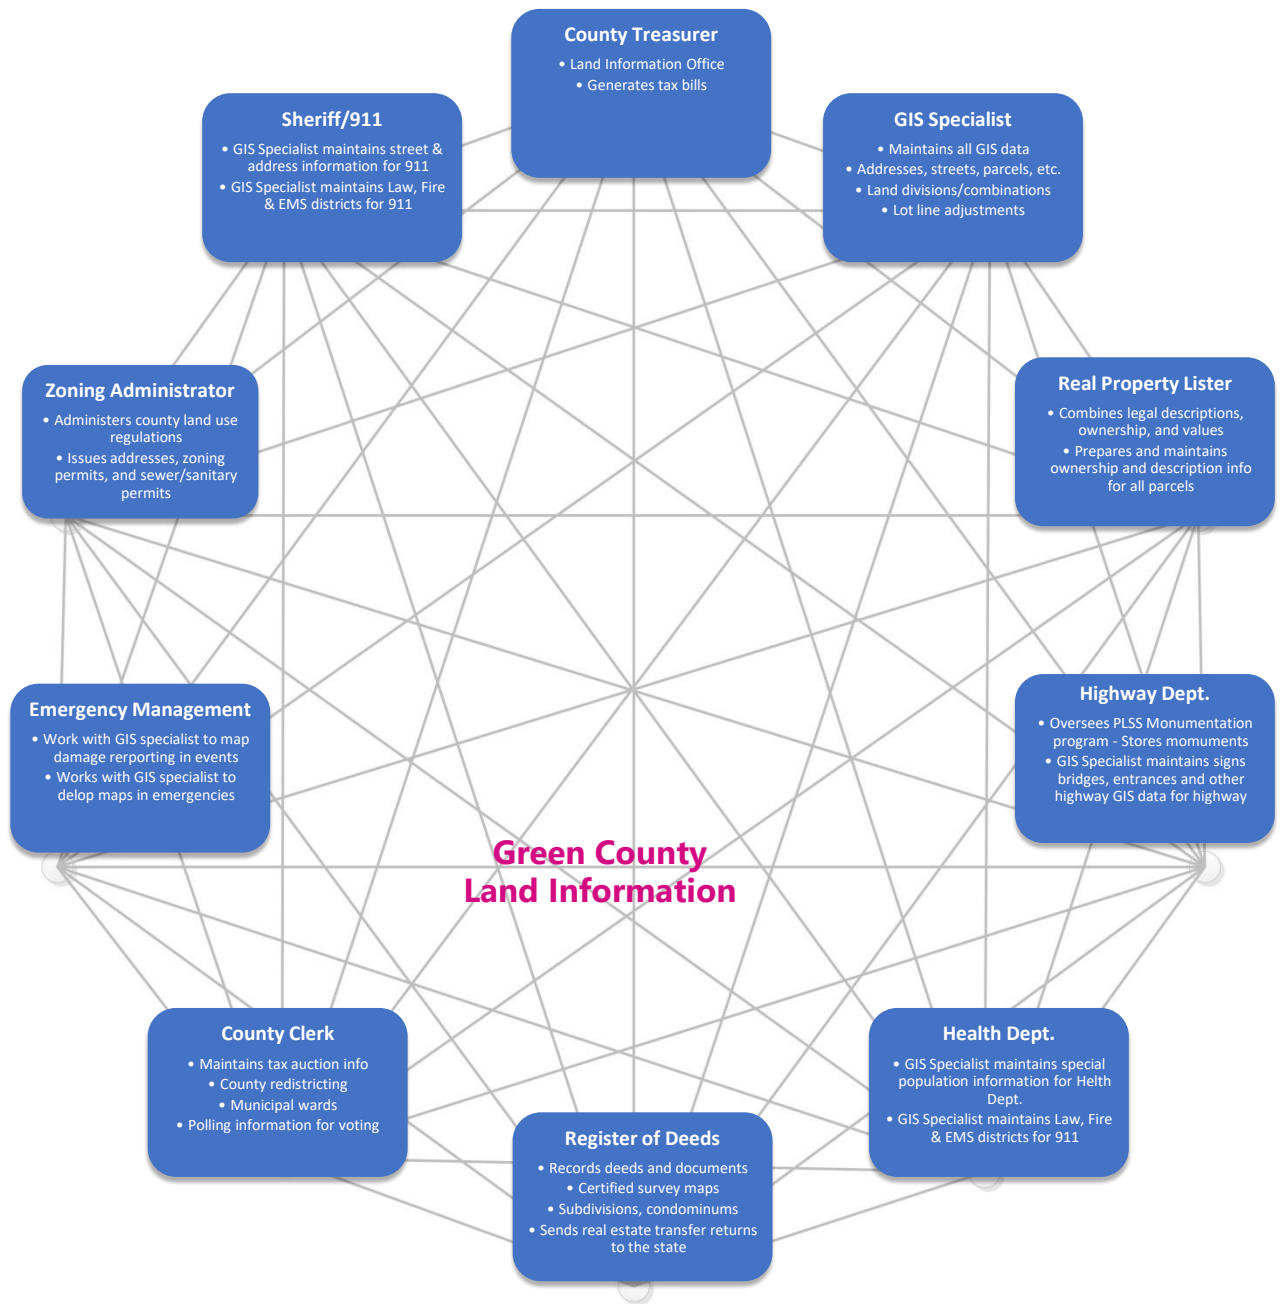 County Treasurer
• Land Information Office
• Generates tax bills
Sheriff/911
• GIS Specialist maintains street &
address information for 911
• GIS Specialist maintains Law, Fire
& EMS districts for 911
GIS Specialist
• Maintains all GIS data
• Addresses, streets, parcels, etc.
• Land divisions/combinations
• Lot line adjustments
Zoning Administrator
• Administers county land use
regulations
• Issues addresses, zoning
permits, and sewer/sanitary
permits
Real Property Lister
• Combines legal descriptions,
ownership, and values
• Prepares and maintains
ownership and description info
for all parcels
Emergency Management
• Work with GIS specialist to map
damage rerporting in events
• Works with GIS specialist to
delop maps in emergencies
Highway Dept.
• Oversees PLSS Monumentation
program - Stores momuments
• GIS Specialist maintains signs
bridges, entrances and other
highway GIS data for highway
Green County
Land Information
County Clerk
• Maintains tax auction info
• County redistricting
• Municipal wards
• Polling information for voting
Health Dept.
• GIS Specialist maintains special
population information for Helth
Dept.
• GIS Specialist maintains Law, Fire
& EMS districts for 911
Register of Deeds
• Records deeds and documents
• Certified survey maps
• Subdivisions, condominums
• Sends real estate transfer returns
to the state